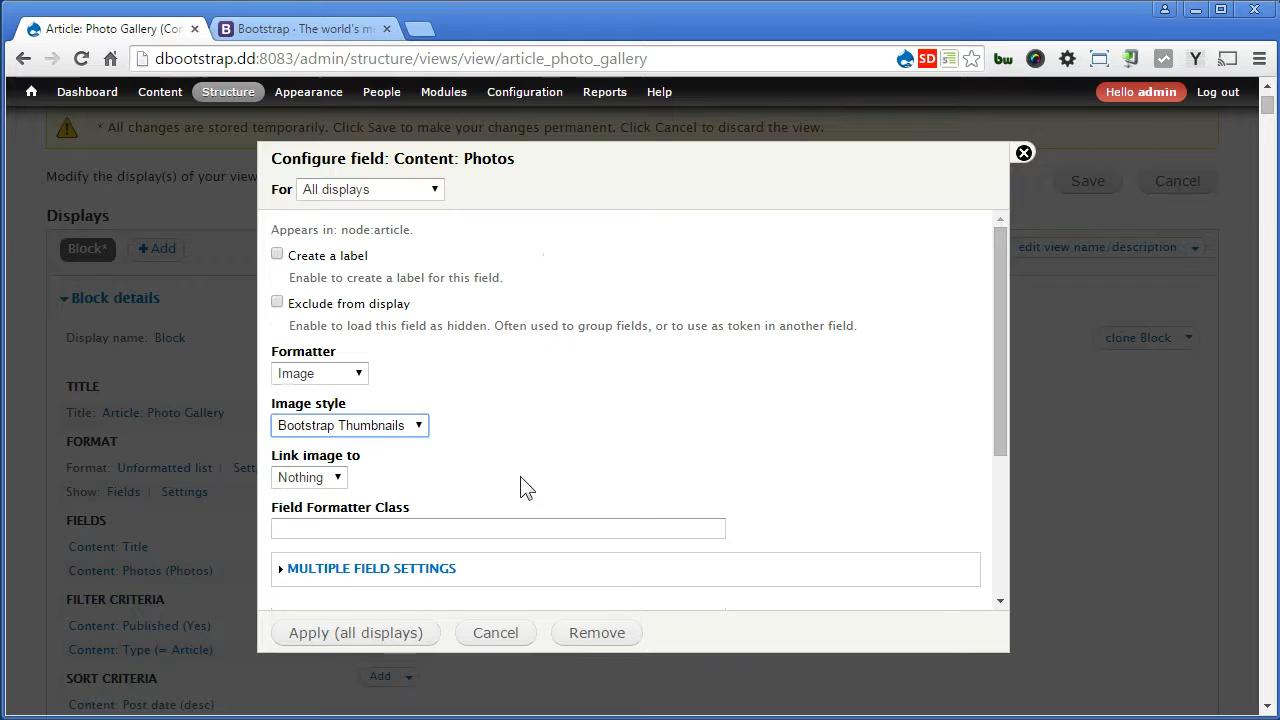 Article: Photo Gallery (Con
Bootstrap · The world's m
dbootstrap.dd:8083/admin/structure/views/view/article_photo_gallery
SD
bw
Y
Dashboard Content Structure Appearance People Modules Configuration Reports Help Hello admin Log out
* All changes are stored temporarily. Click Save to make your changes permanent. Click Cancel to discard the view.
Modify the display(s) of your view
Save
Cancel
Displays
Block*
Add
edit view name/description
Block details
Display name: Block
clone Block
TITLE
Title: Article: Photo Gallery
FORMAT
Format: Unformatted list | Sett
Show: Fields | Settings
FIELDS
Content: Title
Content: Photos (Photos)
FILTER CRITERIA
Content: Published (Yes)
Content: Type (= Article)
SORT CRITERIA
Add
Content: Post date (desc)
Configure field: Content: Photos
For All displays
Appears in: node:article.
Create a label
Enable to create a label for this field.
Exclude from display
Enable to load this field as hidden. Often used to group fields, or to use as token in another field.
Formatter
Image
Image style
Bootstrap Thumbnails
Link image to
Nothing
Field Formatter Class
MULTIPLE FIELD SETTINGS
Apply (all displays)
Cancel
Remove